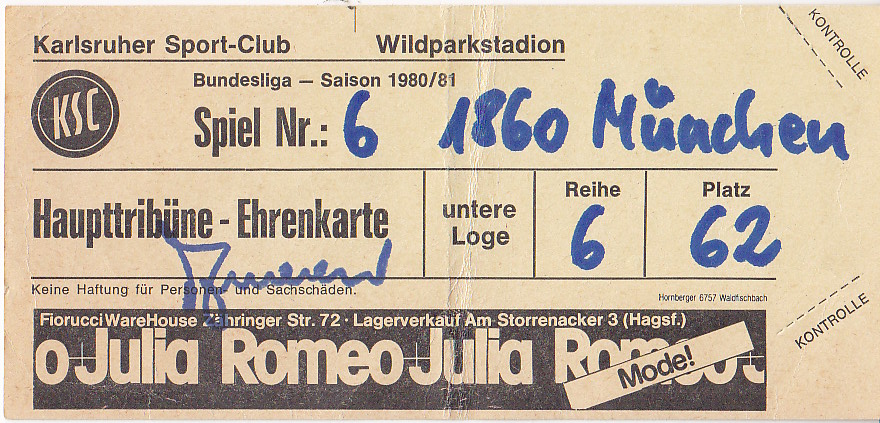 Karlsruher Sport-Club Wildparkstadion
KONTROLLE
Bundesliga – Saison 1980/81
KSC
Spiel Nr.: 6 1860 München
Haupttribüne - Ehrenkarte
untere
Loge
Reihe
6
Platz
62
Keine Haftung für Personen- und Sachschäden.
Hornberger 6757 Waldfischbach
KONTROLLE
FiorucciWareHouse Zähringer Str. 72 · Lagerverkauf Am Storrenacker 3 (Hagsf.)
o+Julia Romeo+Julia Romeo+J
Mode!